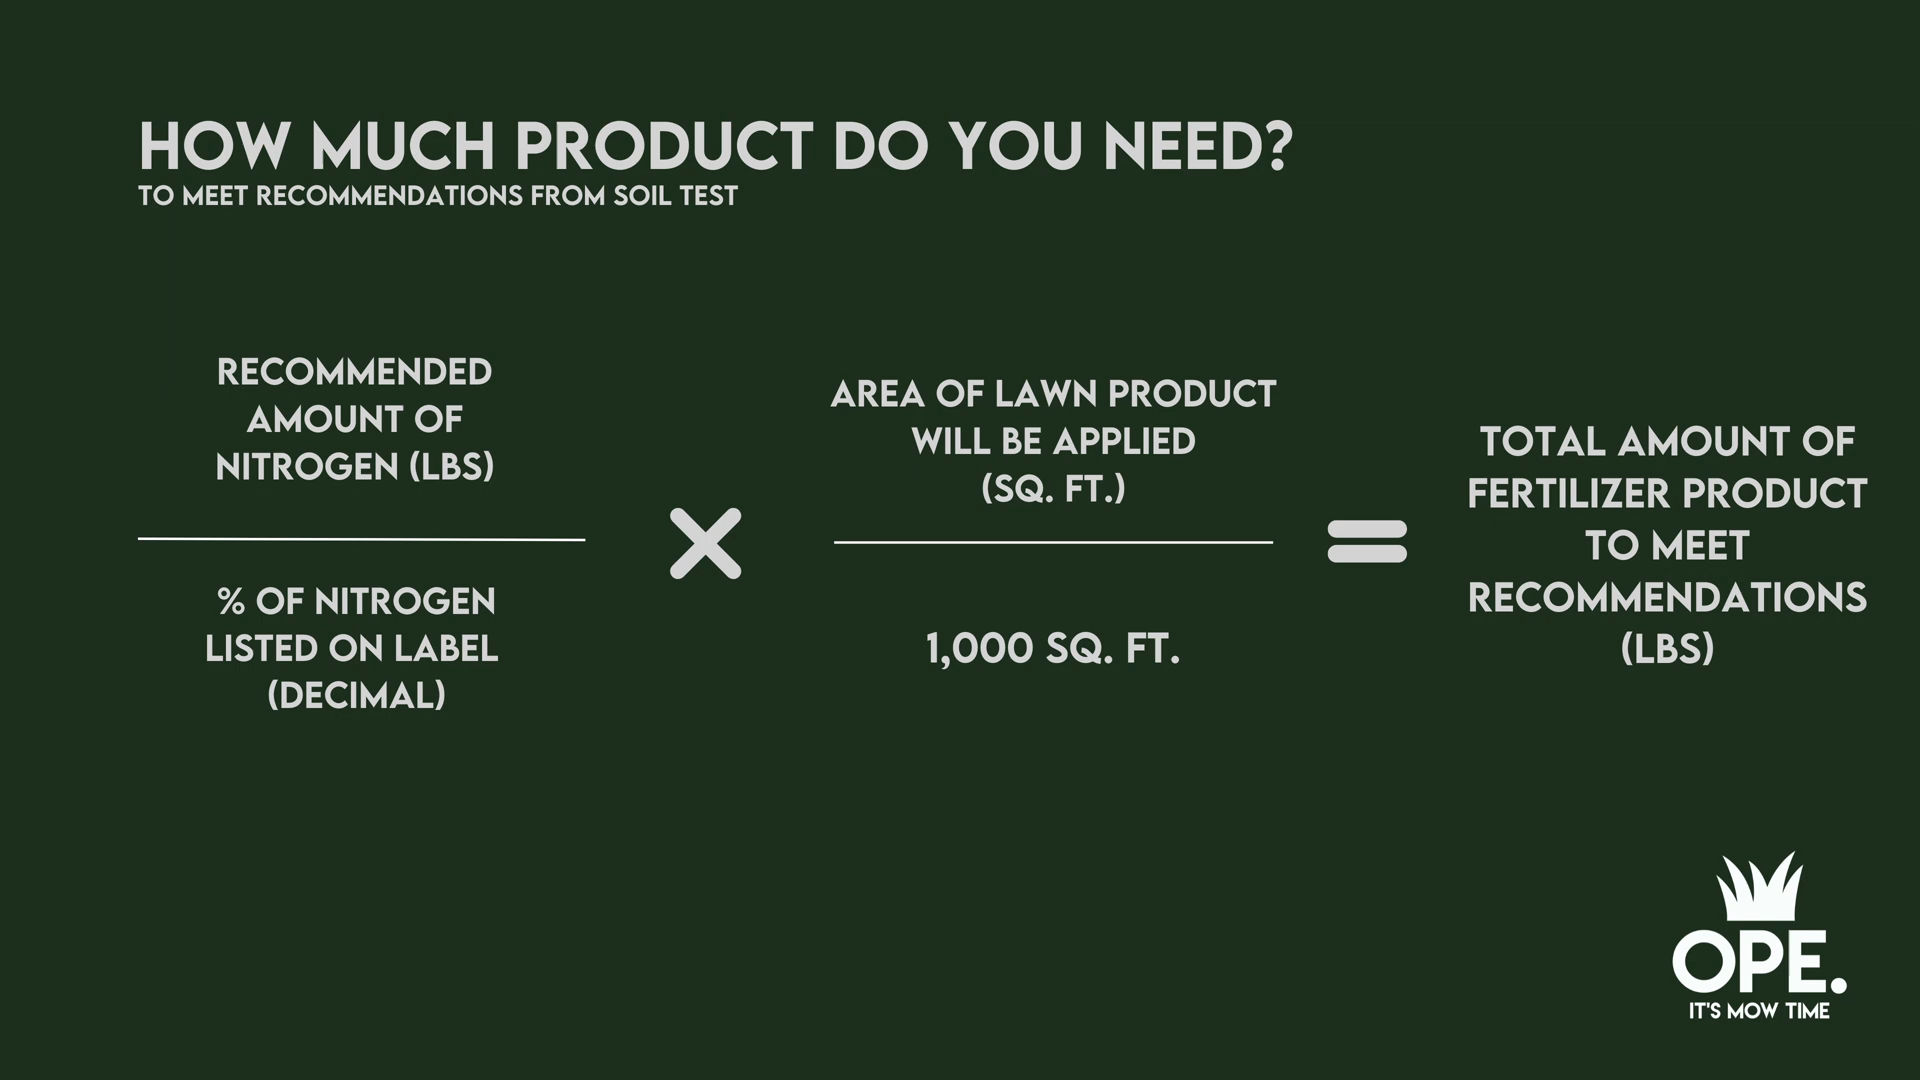 HOW MUCH PRODUCT DO YOU NEED?
TO MEET RECOMMENDATIONS FROM SOIL TEST
RECOMMENDED
AMOUNT OF
NITROGEN (LBS)
% OF NITROGEN
LISTED ON LABEL
(DECIMAL)
×
AREA OF LAWN PRODUCT
WILL BE APPLIED
(SQ. FT.)
1,000 SQ. FT.
=
TOTAL AMOUNT OF
FERTILIZER PRODUCT
TO MEET
RECOMMENDATIONS
(LBS)
OPE.
IT'S MOW TIME